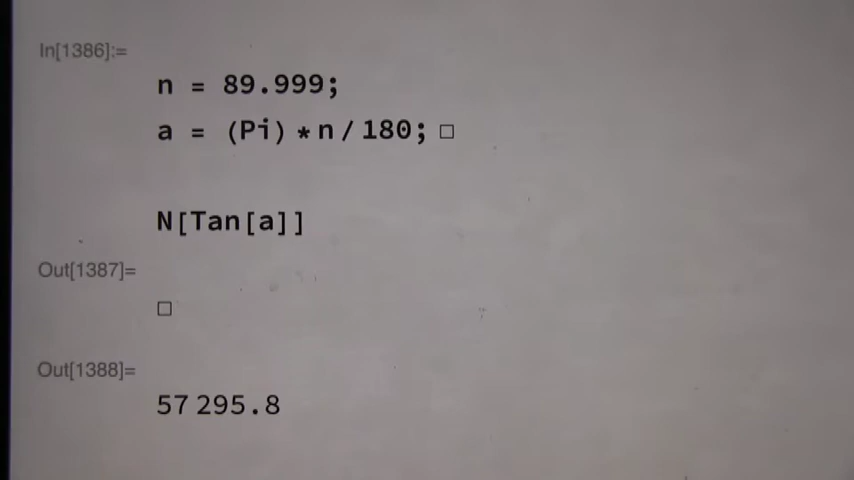 In[1386]:=
n = 89.999;
a = (Pi)*n/180; □
N[Tan[a]]
Out[1387]=
□
Out[1388]=
57 295.8